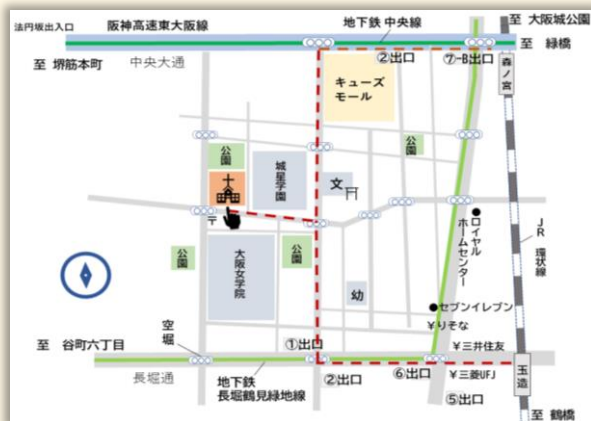 法円坂出入口
阪神高速東大阪線
地下鉄 中央線
至 大阪城公園
至 緑橋
至 堺筋本町
中央大通
②出口
⑦-B出口
森ノ宮
キューズ
モール
公園
公園
城星学園
文
〒
公園
大阪女学院
公園
幼
ロイヤル
ホームセンター
JR 環状線
セブンイレブン
¥りそな
空堀
①出口
至 谷町六丁目
¥三井住友
長堀通
地下鉄
長堀鶴見緑地線
②出口
⑥出口
¥三菱UFJ
玉造
⑤出口
至 鶴橋